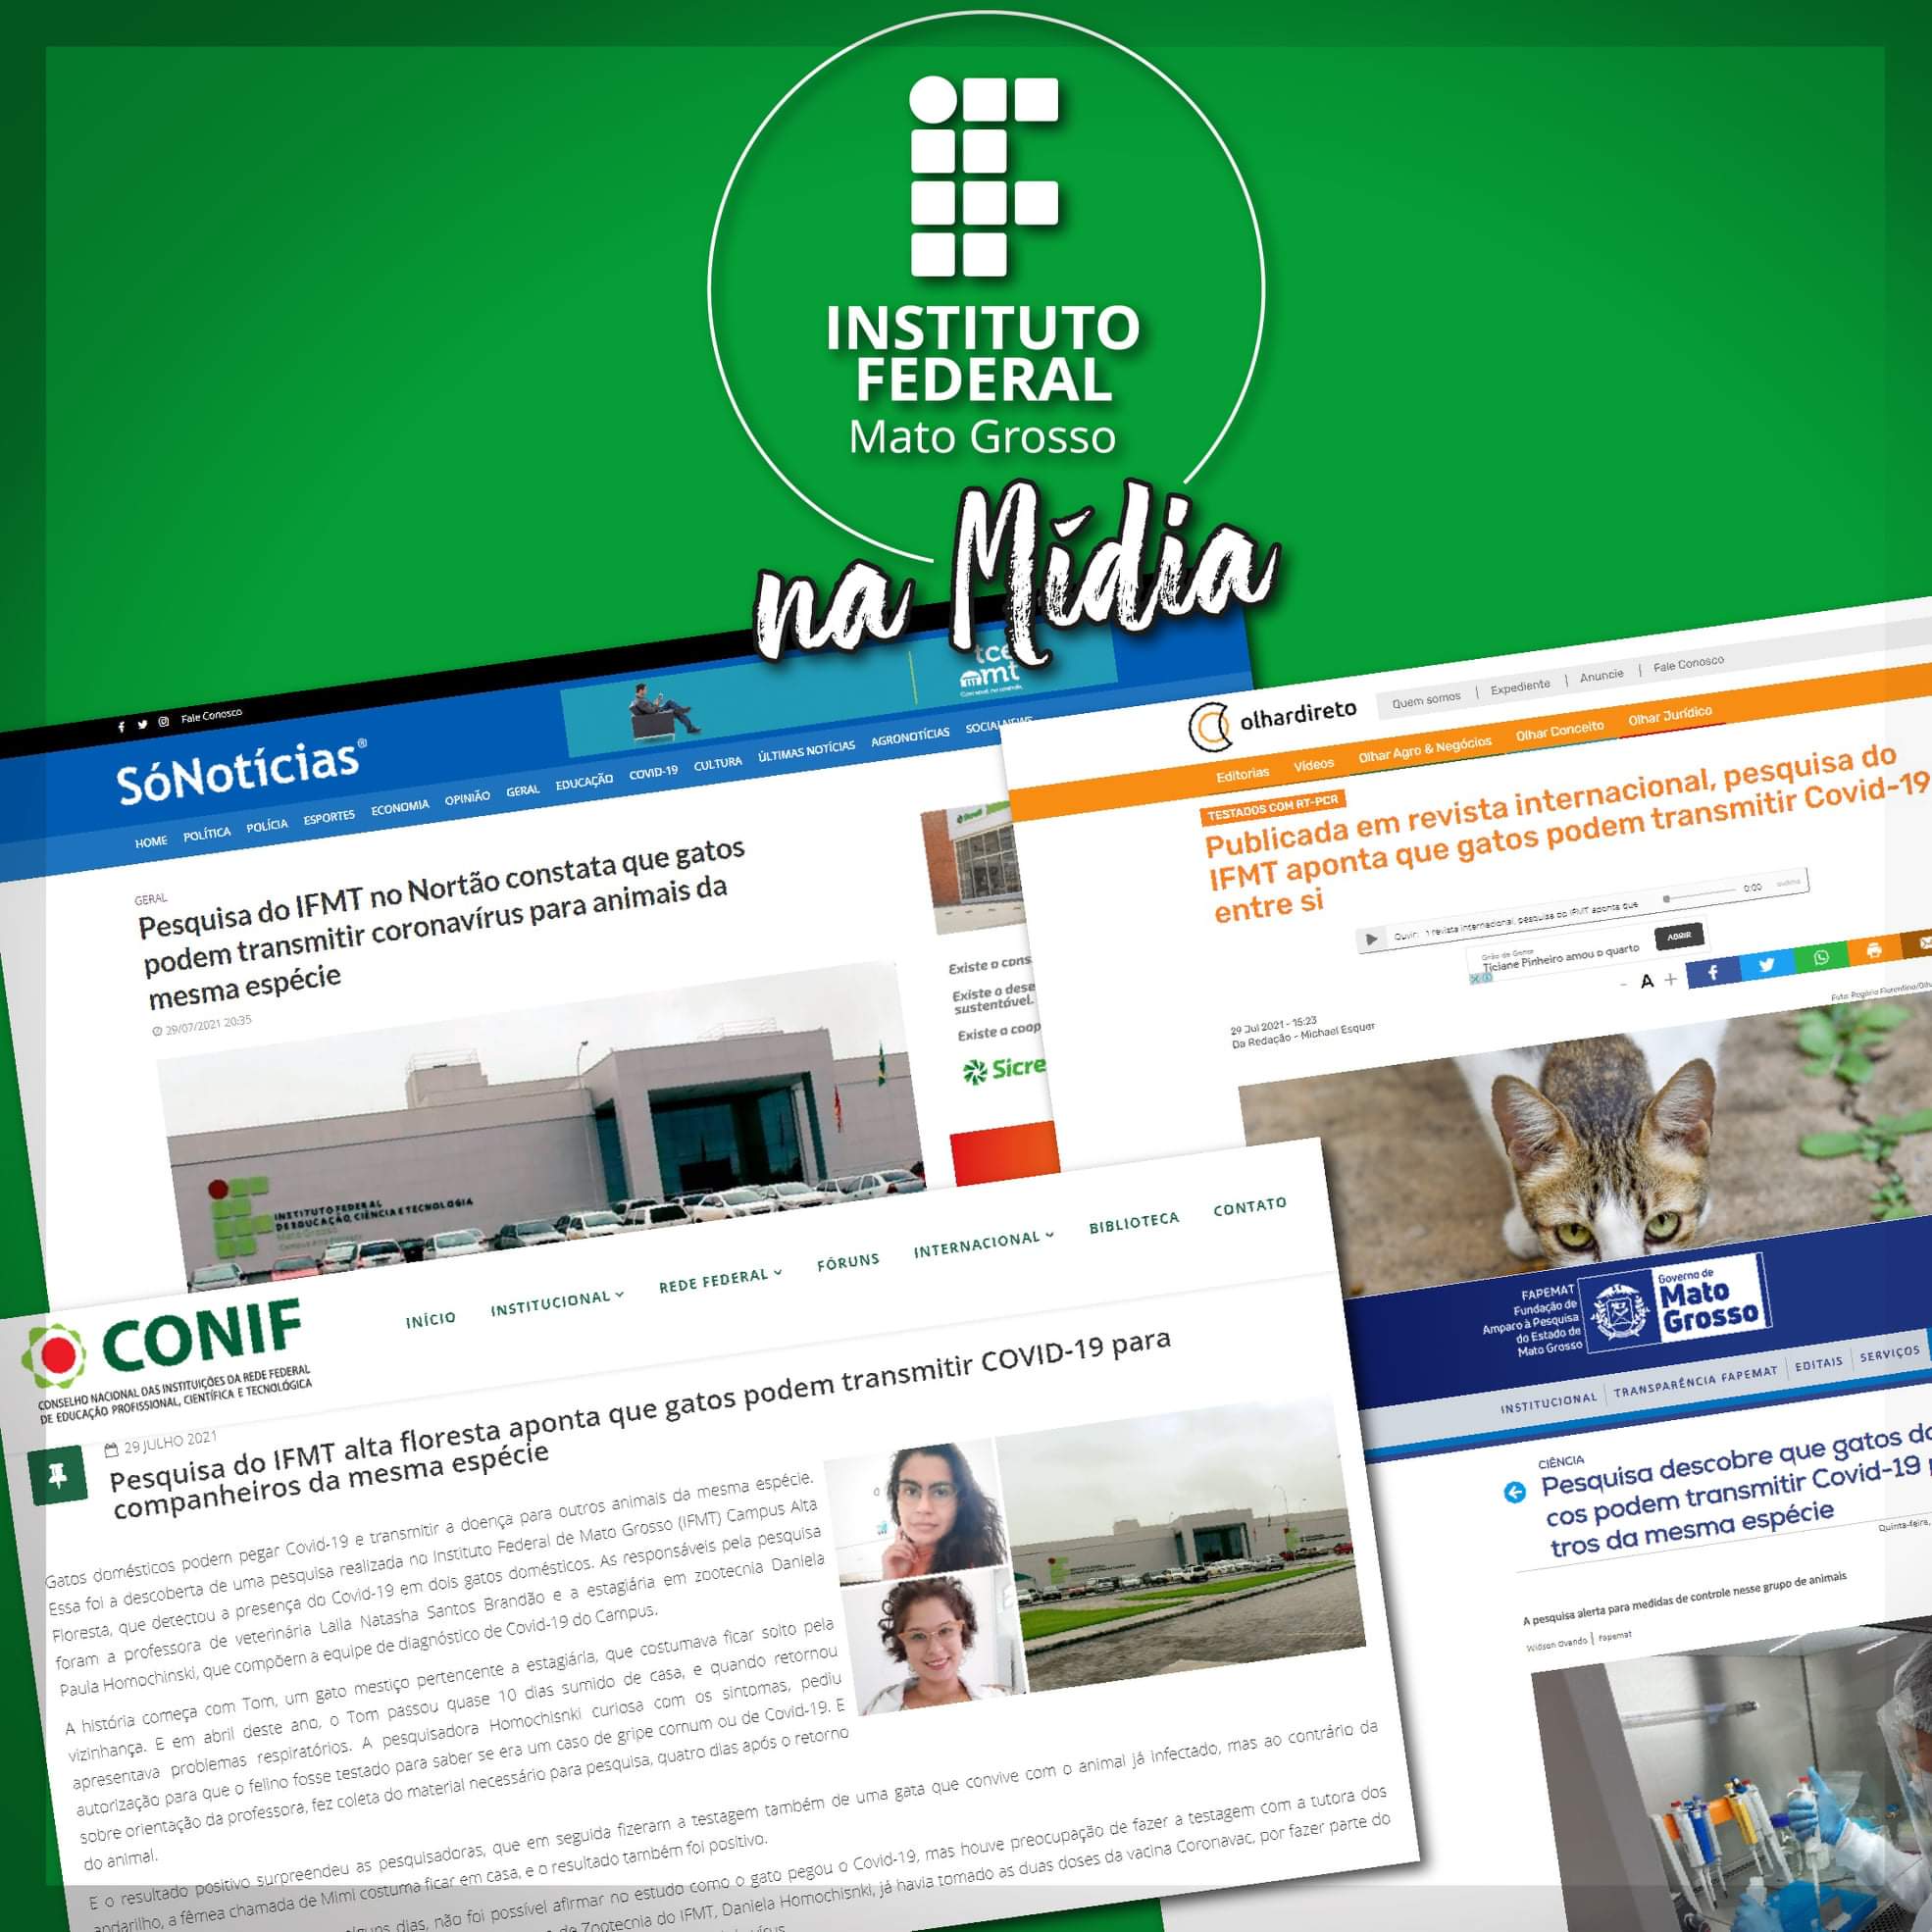 INSTITUTO
FEDERAL
Mato Grosso
na Mídia
Fale Conosco
SóNotícias®
tce
mt
HOME POLÍTICA POLÍCIA ESPORTES ECONOMIA OPINIÃO GERAL EDUCAÇÃO COVID-19 CULTURA ÚLTIMAS NOTÍCIAS AGRONOTÍCIAS
GERAL
Pesquisa do IFMT no Nortão constata que gatos
podem transmitir coronavírus para animais da
mesma espécie
29/07/2021 20:35
Existe o cons
Existe o dese
sustentável.
Existe a coop
Sicre
INSTITUTO FEDERAL
DE EDUCAÇÃO, CIÊNCIA E TECNOLOGIA
Mato Grosso
olhardireto
Quem somos | Expediente | Anuncie | Fale Conosco
Editorias Vídeos Olhar Agro & Negócios Olhar Conceito Olhar Jurídico
TESTADOS COM RT-PCR
Publicada em revista internacional, pesquisa do
IFMT aponta que gatos podem transmitir Covid-19
entre si
Ouvir: 1 revista internacional, pesquisa do IFMT aponta que 0:00
Ticiane Pinheiro amou o quarto
ABRIR
- A +
29 Jul 2021 - 15:23
Da Redação - Michael Esquer
CONIF
CONSELHO NACIONAL DAS INSTITUIÇÕES DA REDE FEDERAL
DE EDUCAÇÃO PROFISSIONAL, CIENTÍFICA E TECNOLÓGICA
INÍCIO INSTITUCIONAL REDE FEDERAL FÓRUNS INTERNACIONAL BIBLIOTECA CONTATO
29 JULHO 2021
Pesquisa do IFMT alta floresta aponta que gatos podem transmitir COVID-19 para
companheiros da mesma espécie
Gatos domésticos podem pegar Covid-19 e transmitir a doença para outros animais da mesma espécie.
Essa foi a descoberta de uma pesquisa realizada no Instituto Federal de Mato Grosso (IFMT) Campus Alta
Floresta, que detectou a presença do Covid-19 em dois gatos domésticos. As responsáveis pela pesquisa
foram a professora de veterinária Lalla Natasha Santos Brandão e a estagiária em zootecnia Daniela
Paula Homochinski, que compõem a equipe de diagnóstico de Covid-19 do Campus.
A história começa com Tom, um gato mestiço pertencente a estagiária, que costumava ficar solto pela
vizinhança. E em abril deste ano, o Tom passou quase 10 dias sumido de casa, e quando retornou
apresentava problemas respiratórios. A pesquisadora Homochisnki curiosa com os sintomas, pediu
autorização para que o felino fosse testado para saber se era um caso de gripe comum ou de Covid-19. E
sobre orientação da professora, fez coleta do material necessário para pesquisa, quatro dias após o retorno
do animal.
E o resultado positivo surpreendeu as pesquisadoras, que em seguida fizeram a testagem também de uma gata que convive com o animal já infectado, mas ao contrário da
andarilho, a fêmea chamada de Mimi costuma ficar em casa, e o resultado também foi positivo.
dias, não foi possível afirmar no estudo como o gato pegou o Covid-19, mas houve preocupação de fazer a testagem com a tutora dos
de Zootecnia do IFMT, Daniela Homochisnki, já havia tomado as duas doses da vacina Coronavac, por fazer parte do
FAPEMAT
Fundação de
Amparo à Pesquisa
do Estado de
Mato Grosso
Governo de
Mato
Grosso
INSTITUCIONAL | TRANSPARÊNCIA FAPEMAT | EDITAIS | SERVIÇOS
CIÊNCIA
Pesquisa descobre que gatos do
cos podem transmitir Covid-19
tros da mesma espécie
Quinta-feira,
A pesquisa alerta para medidas de controle nesse grupo de animais
Widson Ovando | Fapemat